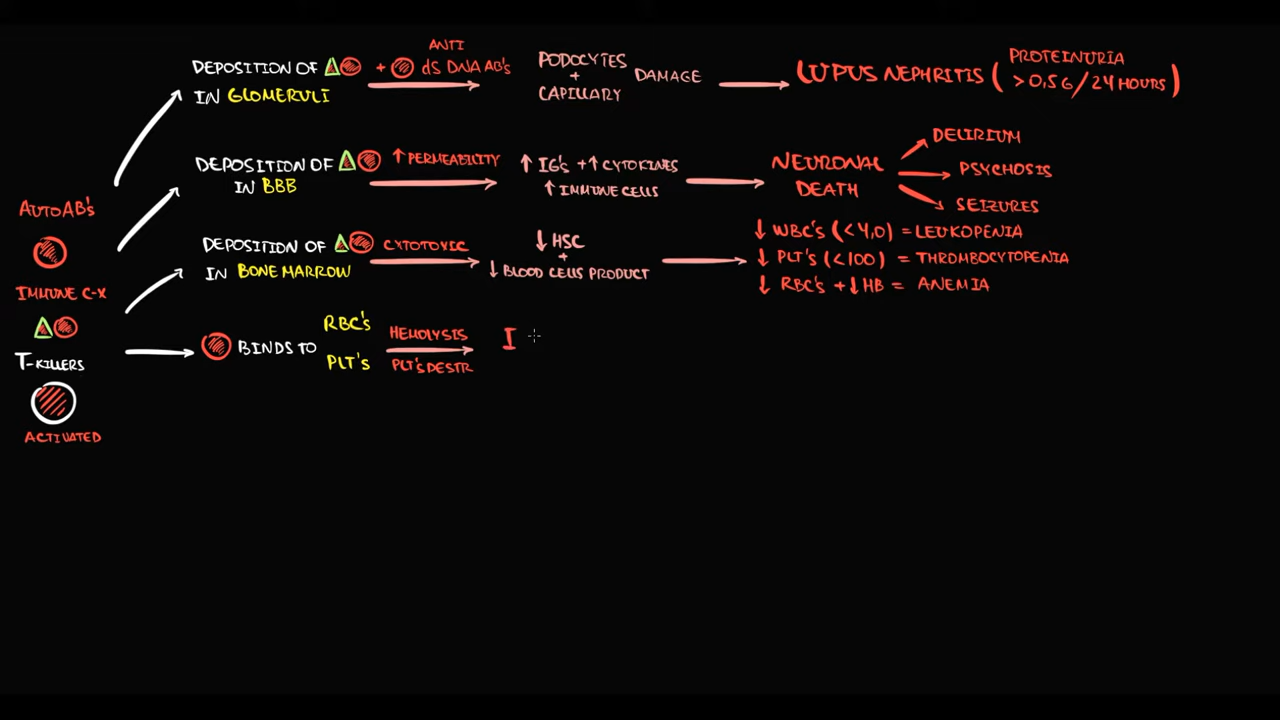 AUTOAB'S
IMMUNE C-X
T-KILLERS
ACTIVATED
DEPOSITION OF + ANTI dS DNA AB'S
IN GLOMERULI
PODOCYTES
+
CAPILLARY
DAMAGE
LUPUS NEPHRITIS (PROTEINURIA
>0,5G/24 HOURS)
DEPOSITION OF
IN BBB
↑ PERMEABILITY
↑ IG'S + ↑ CYTOKINES
↑ IMMUNE CELLS
NEURONAL
DEATH
DELIRIUM
PSYCHOSIS
SEIZURES
DEPOSITION OF
IN BONE MARROW
CYTOTOVIC
↓ HSC
+
↓ BLOOD CELLS PRODUCT
↓ WBC'S (<4,0) = LEUKOPENIA
↓ PLT'S (<100) = THROMBOCYTOPENIA
↓ RBC'S + ↓ HB = ANEMIA
BINDS TO
RBC'S
PLT'S
HEMOLYSIS
PLT'S DESTR
I